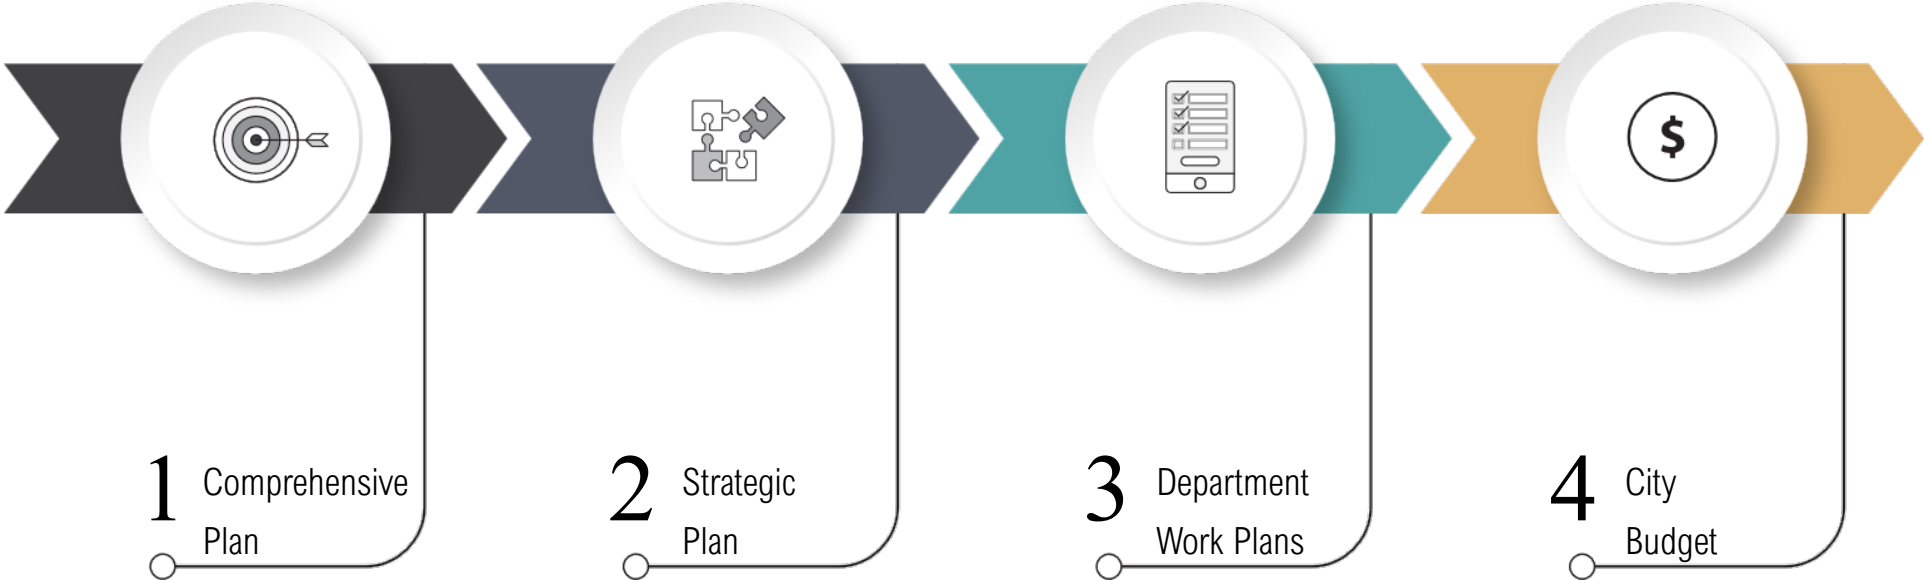 $
1 Comprehensive
Plan
2 Strategic
Plan
3 Department
Work Plans
4 City
Budget